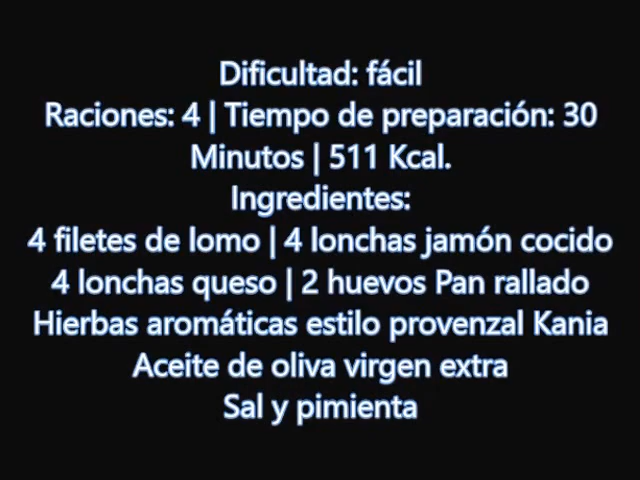 Dificultad: fácil
Raciones: 4 | Tiempo de preparación: 30
Minutos | 511 Kcal.
Ingredientes:
4 filetes de lomo | 4 lonchas jamón cocido
4 lonchas queso | 2 huevos Pan rallado
Hierbas aromáticas estilo provenzal Kania
Aceite de oliva virgen extra
Sal y pimienta